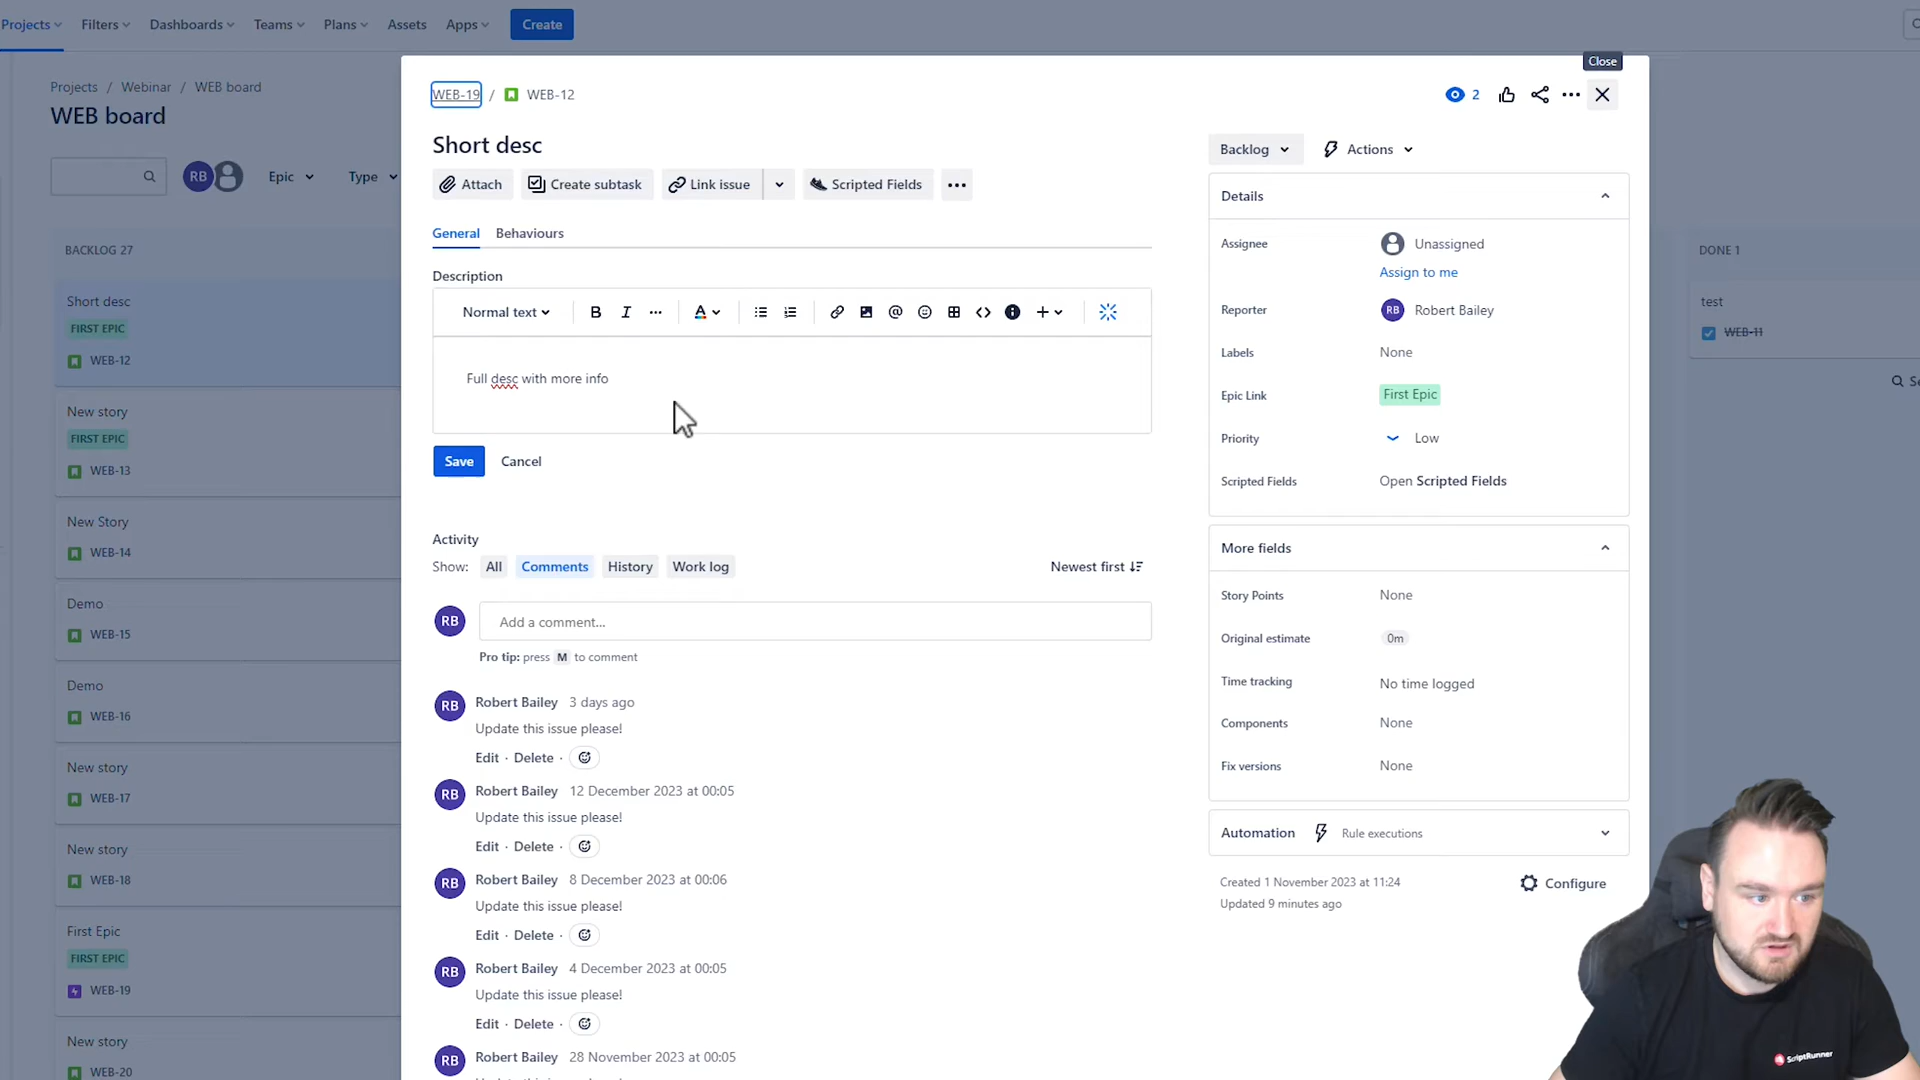 Projects Filters Dashboards Teams Plans Assets Apps Create
Projects / Webinar / WEB board
WEB board
RB Epic Type
BACKLOG 27
Short desc
FIRST EPIC
WEB-12
New story
FIRST EPIC
WEB-13
New Story
WEB-14
Demo
WEB-15
Demo
WEB-16
New story
WEB-17
New story
WEB-18
First Epic
FIRST EPIC
WEB-19
New story
WEB-20
Close
WEB-19 / WEB-12
2
Short desc
Attach Create subtask Link issue Scripted Fields
General Behaviours
Description
Normal text B I A
Full desc with more info
Save Cancel
Activity
Show: All Comments History Work log Newest first
RB Add a comment...
Pro tip: press M to comment
RB Robert Bailey 3 days ago
Update this issue please!
Edit · Delete ·
RB Robert Bailey 12 December 2023 at 00:05
Update this issue please!
Edit · Delete ·
RB Robert Bailey 8 December 2023 at 00:06
Update this issue please!
Edit · Delete ·
RB Robert Bailey 4 December 2023 at 00:05
Update this issue please!
Edit · Delete ·
RB Robert Bailey 28 November 2023 at 00:05
Backlog Actions
Details
Assignee Unassigned
Assign to me
Reporter RB Robert Bailey
Labels None
Epic Link First Epic
Priority Low
Scripted Fields Open Scripted Fields
More fields
Story Points None
Original estimate 0m
Time tracking No time logged
Components None
Fix versions None
Automation Rule executions
Created 1 November 2023 at 11:24 Configure
Updated 9 minutes ago
DONE 1
test
WEB-11
ScriptRunner